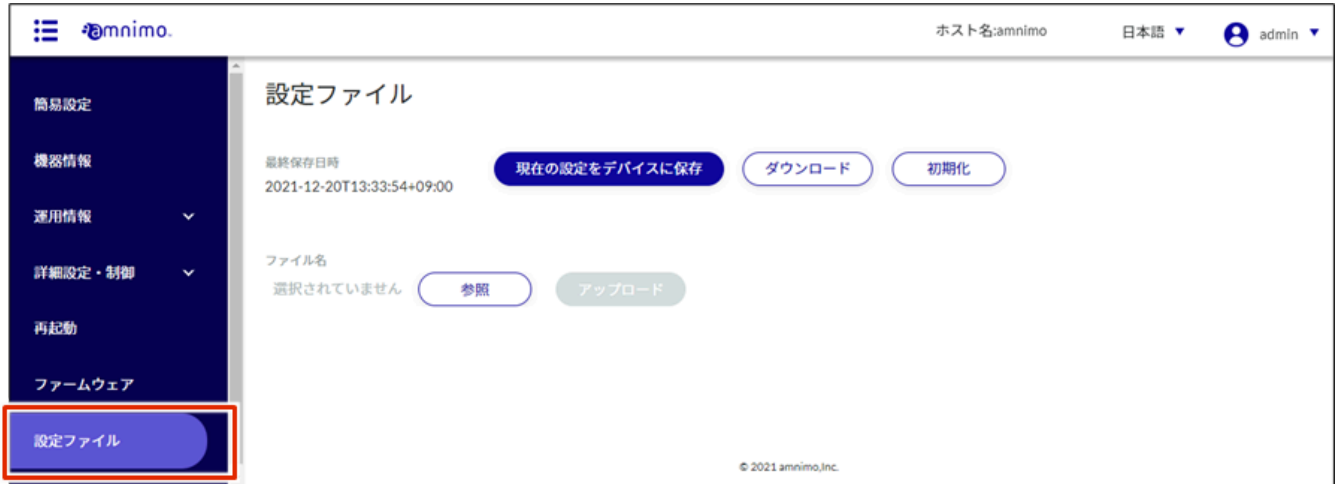 amnimo.
ホスト名:amnimo
日本語 ▼
admin ▼
簡易設定
機器情報
運用情報
詳細設定・制御
再起動
ファームウェア
設定ファイル
設定ファイル
最終保存日時
2021-12-20T13:33:54+09:00
現在の設定をデバイスに保存
ダウンロード
初期化
ファイル名
選択されていません
参照
アップロード
© 2021 amnimo,Inc.